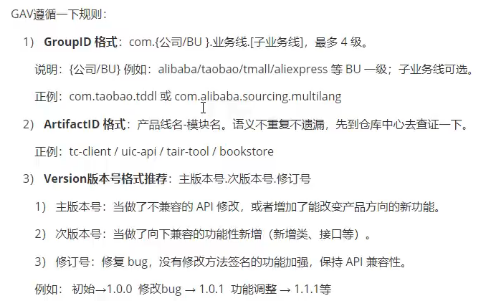 GAV遵循一下规则：
1） GroupID 格式：com.{公司/BU }.业务线.[子业务线]，最多 4 级。
说明：{公司/BU} 例如：alibaba/taobao/tmall/aliexpress 等 BU 一级；子业务线可选。
正例：com.taobao.tddl 或 com.alibaba.sourcing.multilang
2） ArtifactID 格式：产品线名-模块名。语义不重复不遗漏，先到仓库中心去查证一下。
正例：tc-client / uic-api / tair-tool / bookstore
3） Version版本号格式推荐：主版本号.次版本号.修订号
1） 主版本号：当做了不兼容的 API 修改，或者增加了能改变产品方向的新功能。
2） 次版本号：当做了向下兼容的功能性新增（新增类、接口等）。
3） 修订号：修复 bug，没有修改方法签名的功能加强，保持 API 兼容性。
例如： 初始→1.0.0 修改bug → 1.0.1 功能调整 → 1.1.1等